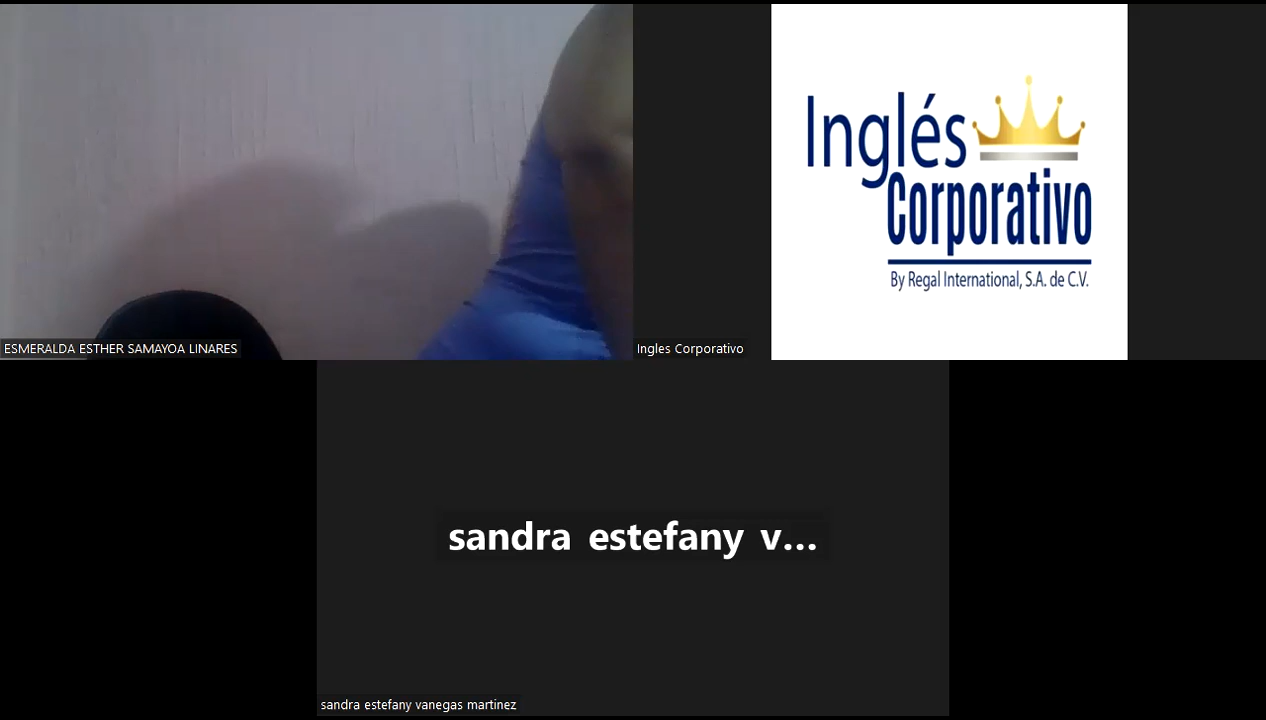 Inglés
Corporativo
By Regal International, S.A. de C.V.
ESMERALDA ESTHER SAMAYOA LINARES
Ingles Corporativo
sandra estefany v...
sandra estefany vanegas martinez